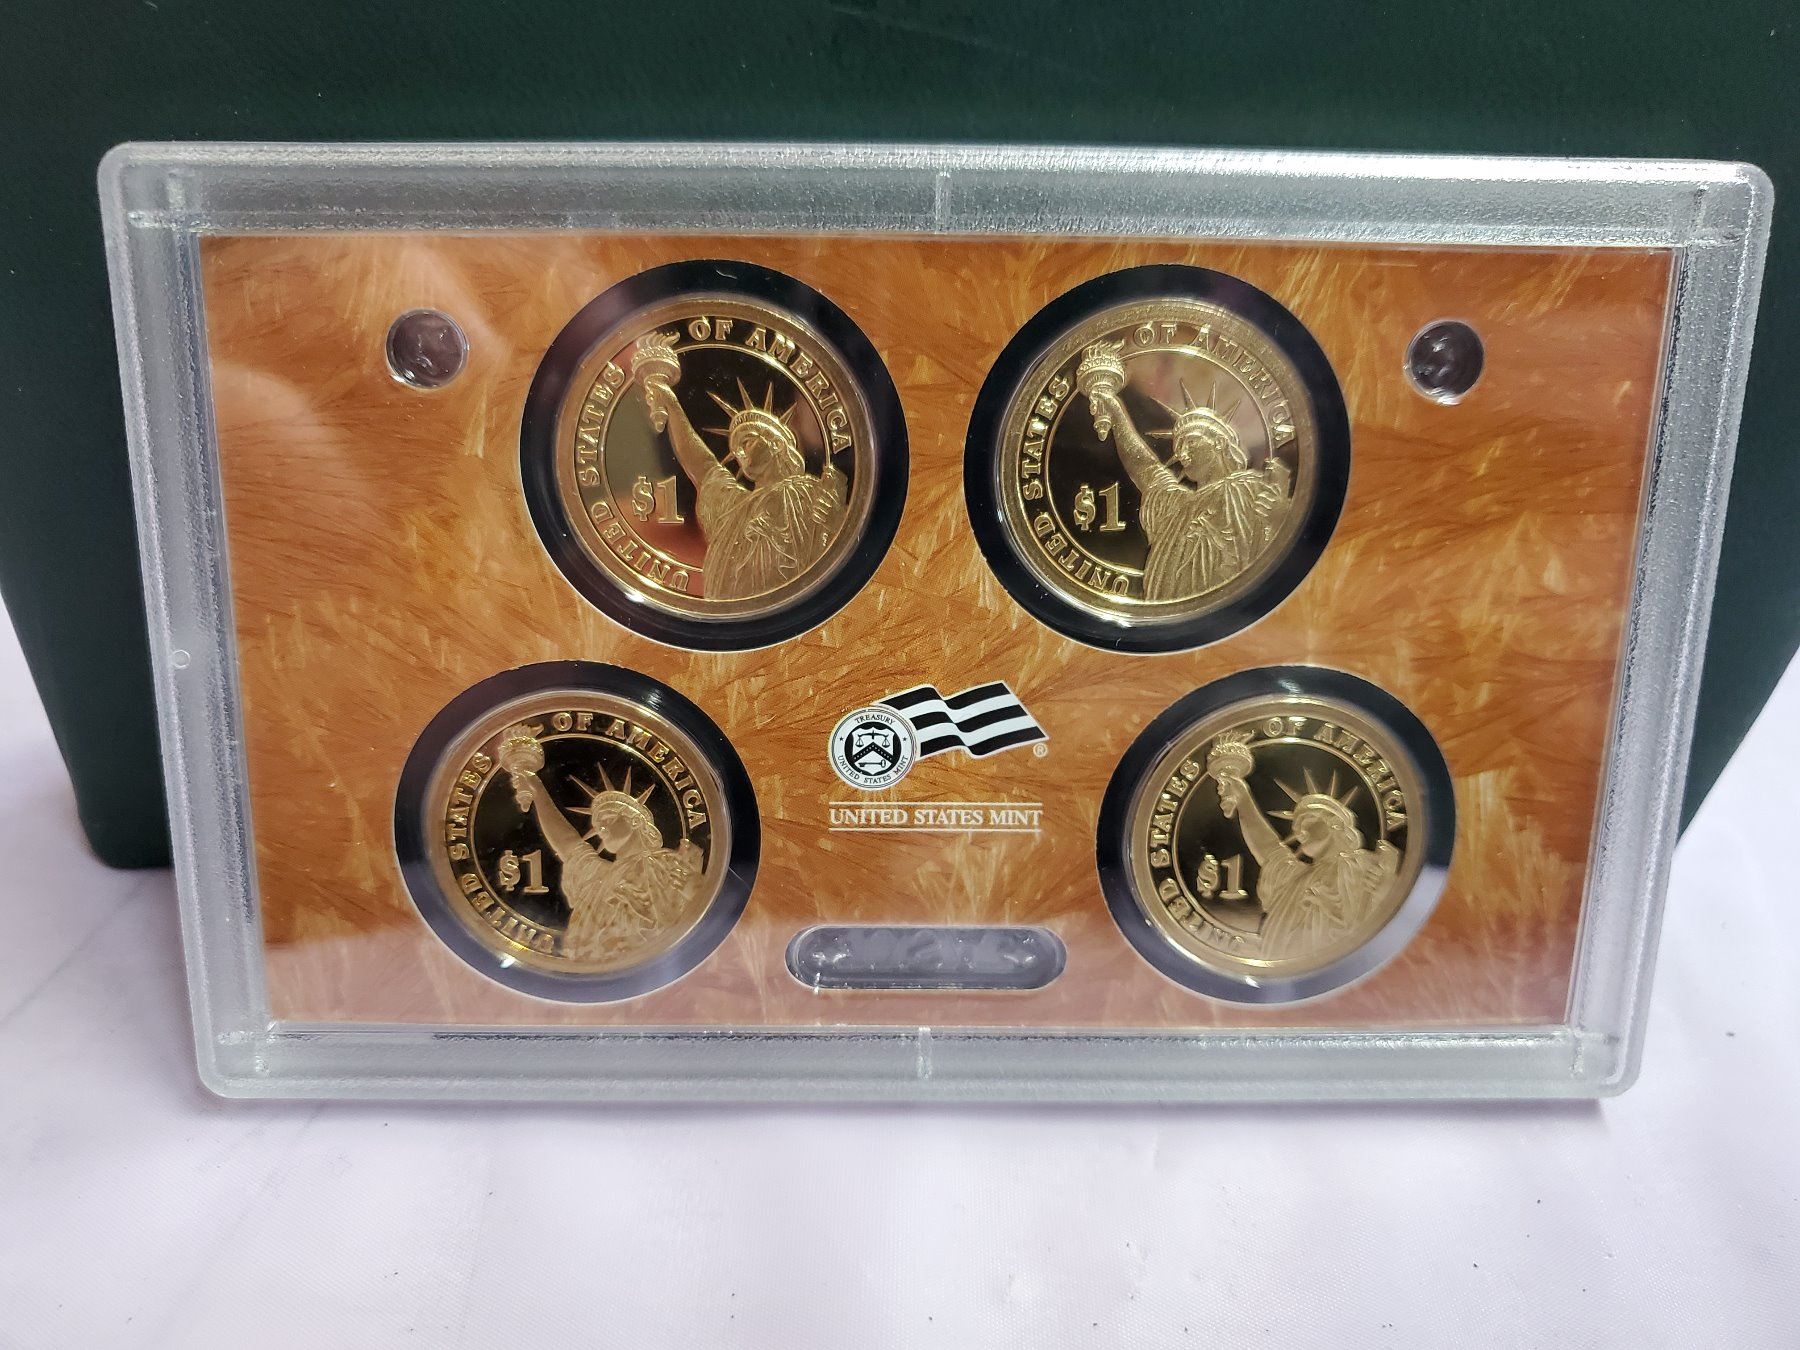 UNITED STATES OF AMERICA
$1
UNITED STATES OF AMERICA
$1
UNITED STATES OF AMERICA
$1
TREASURY
UNITED STATES MINT
®
UNITED STATES MINT
UNITED STATES OF AMERICA
$1